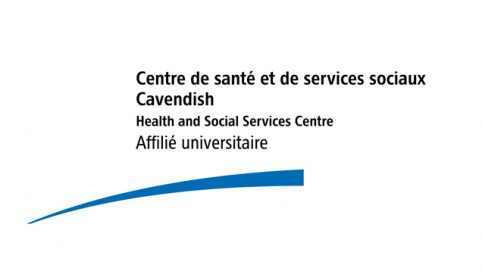 Centre de santé et de services sociaux
Cavendish
Health and Social Services Centre
Affilié universitaire